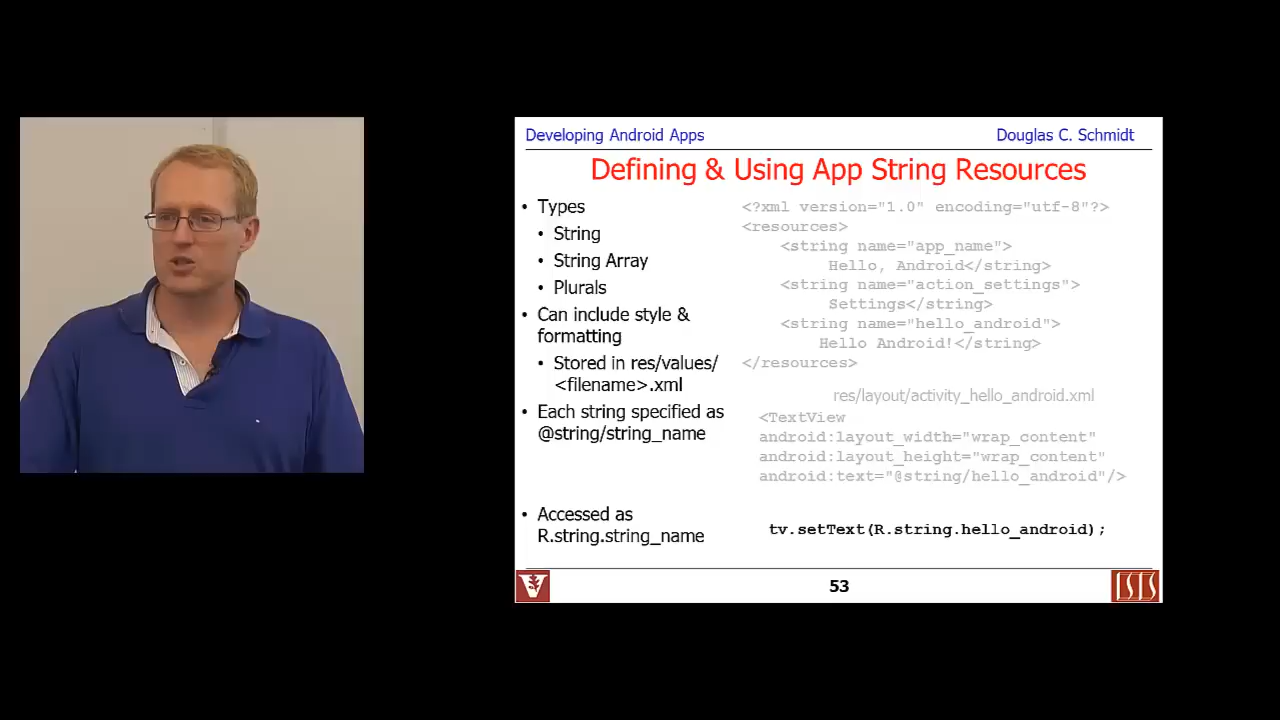 Developing Android Apps
Douglas C. Schmidt
Defining & Using App String Resources
• Types
• String
• String Array
• Plurals
• Can include style &
formatting
• Stored in res/values/
<filename>.xml
• Each string specified as
@string/string_name
• Accessed as
R.string.string_name
<?xml version="1.0" encoding="utf-8"?>
<resources>
<string name="app_name">
Hello, Android</string>
<string name="action_settings">
Settings</string>
<string name="hello_android">
Hello Android!</string>
</resources>
res/layout/activity_hello_android.xml
<TextView
android:layout_width="wrap_content"
android:layout_height="wrap_content"
android:text="@string/hello_android"/>
tv.setText(R.string.hello_android);
53
V
ISIS